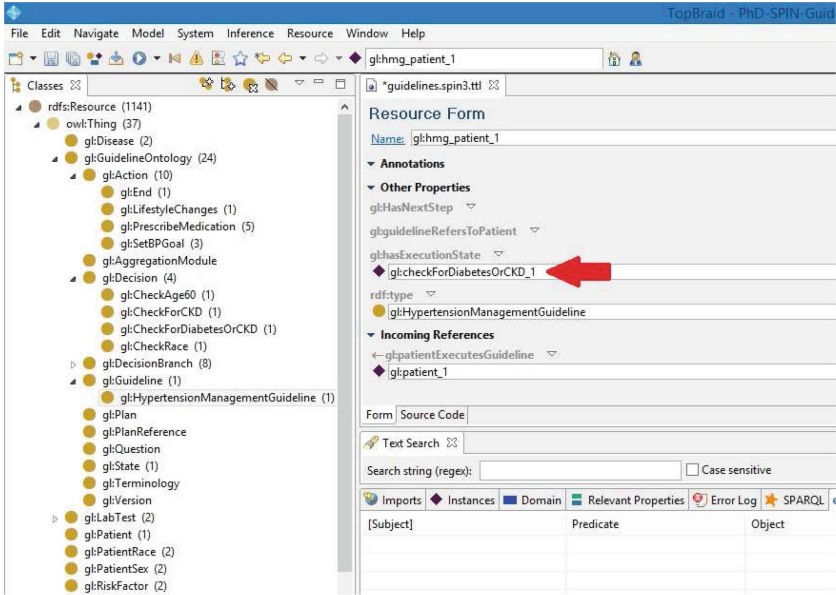 TopBraid - PhD-SPIN-Guid
File Edit Navigate Model System Inference Resource Window Help
gl:hmg_patient_1
Classes
rdfs:Resource (1141)
owl:Thing (37)
gl:Disease (2)
gl:GuidelineOntology (24)
gl:Action (10)
gl:End (1)
gl:LifestyleChanges (1)
gl:PrescribeMedication (5)
gl:SetBPGoal (3)
gl:AggregationModule
gl:Decision (4)
gl:CheckAge60 (1)
gl:CheckForCKD (1)
gl:CheckForDiabetesOrCKD (1)
gl:CheckRace (1)
gl:DecisionBranch (8)
gl:Guideline (1)
gl:HypertensionManagementGuideline (1)
gl:Plan
gl:PlanReference
gl:Question
gl:State (1)
gl:Terminology
gl:Version
gl:LabTest (2)
gl:Patient (1)
gl:PatientRace (2)
gl:PatientSex (2)
gl:RiskFactor (2)
*guidelines.spin3.ttl
Resource Form
Name: gl:hmg_patient_1
Annotations
Other Properties
gl:HasNextStep
gl:guidelineRefersToPatient
gl:hasExecutionState
gl:checkForDiabetesOrCKD_1
rdf:type
gl:HypertensionManagementGuideline
Incoming References
←gl:patientExecutesGuideline
gl:patient_1
Form Source Code
Text Search
Search string (regex): Case sensitive
Imports Instances Domain Relevant Properties Error Log SPARQL
[Subject] Predicate Object